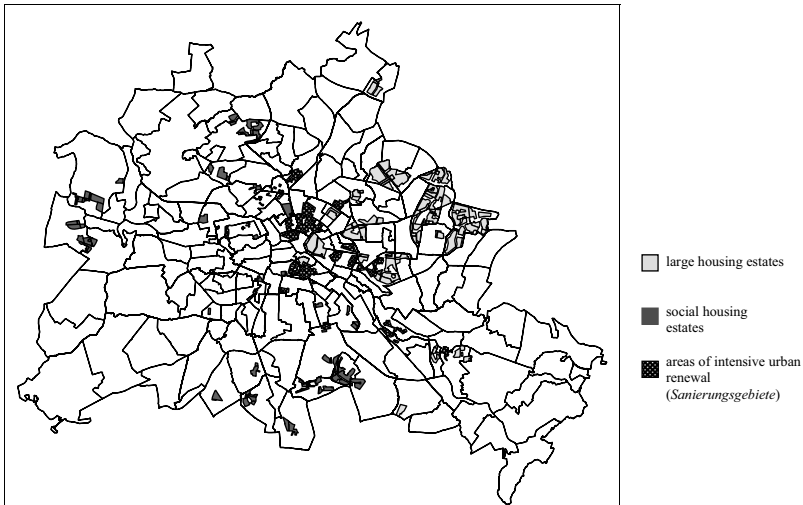 large housing estates
social housing
estates
areas of intensive urban
renewal
(Sanierungsgebiete)